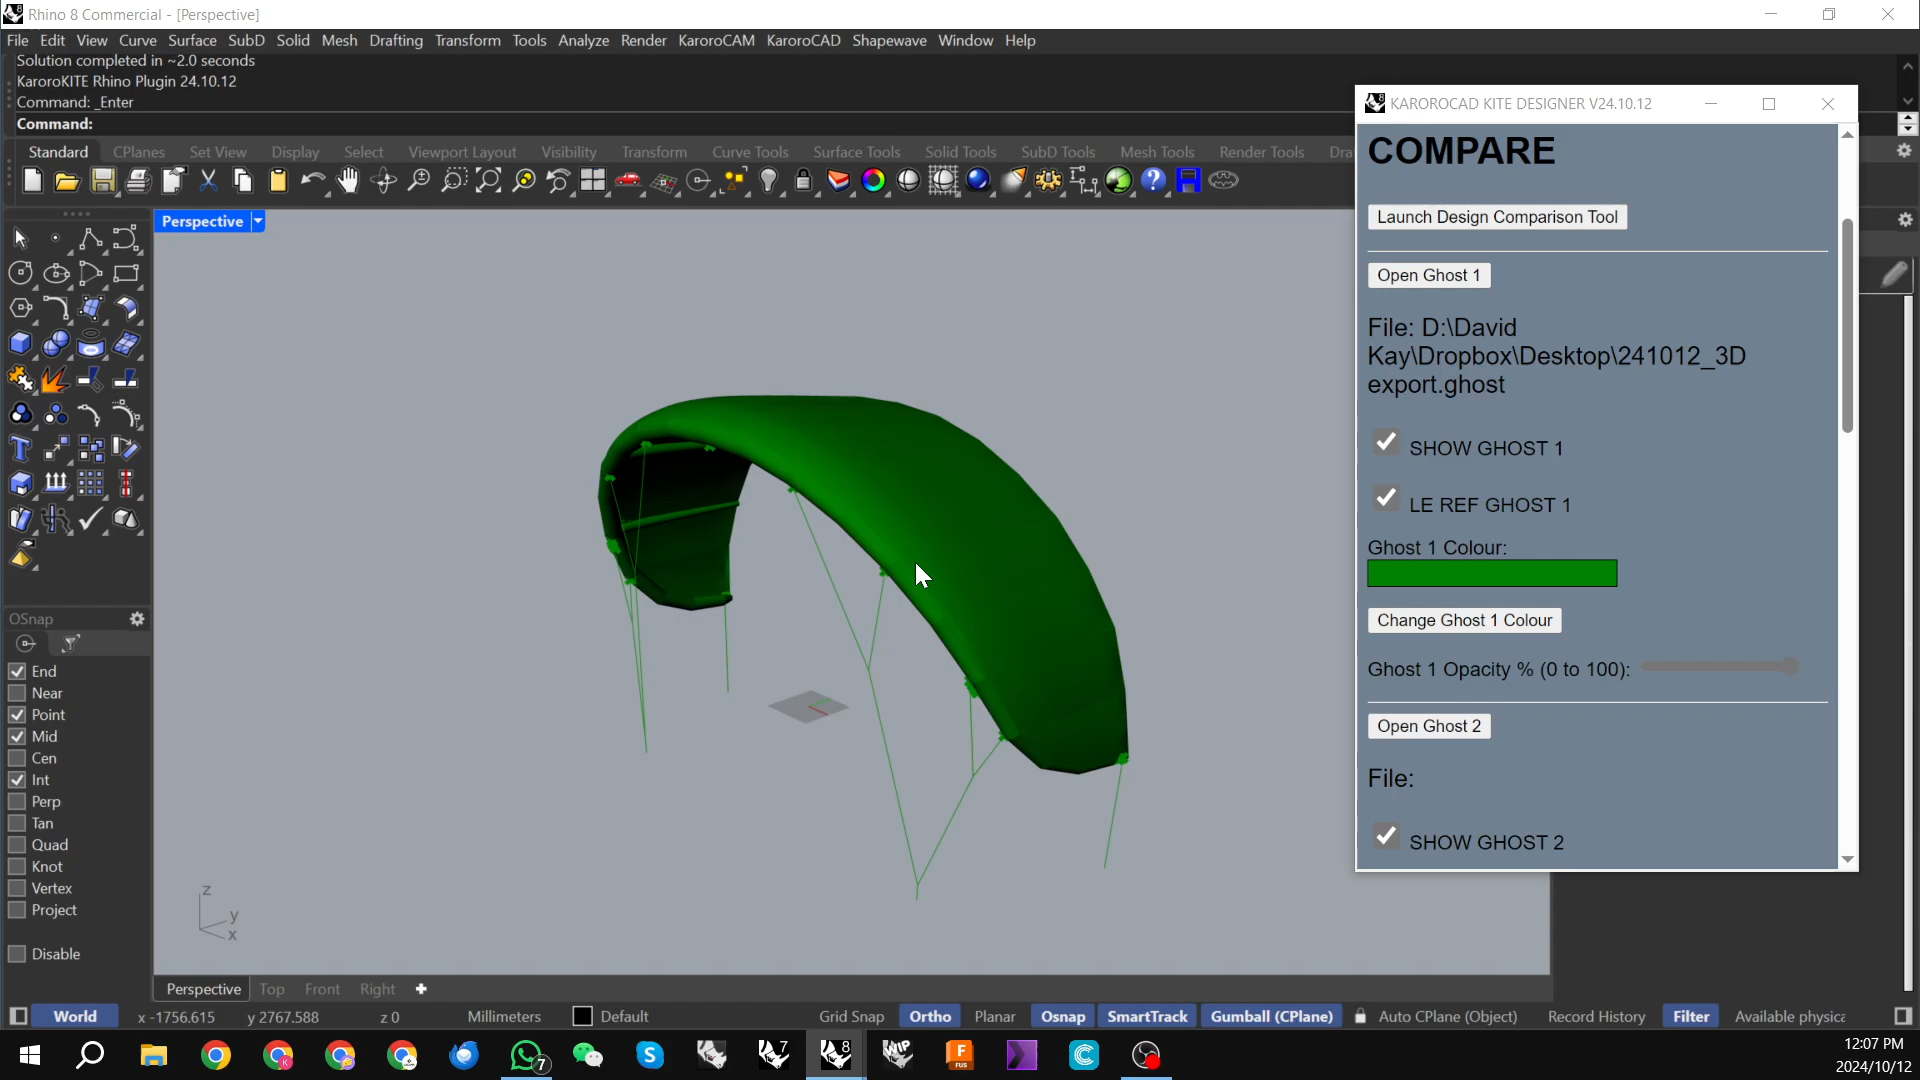 Rhino 8 Commercial - [Perspective]
File Edit View Curve Surface SubD Solid Mesh Drafting Transform Tools Analyze Render KaroroCAM KaroroCAD Shapewave Window Help
Solution completed in ~2.0 seconds
KaroroKITE Rhino Plugin 24.10.12
Command: _Enter
Command:
Standard CPlanes Set View Display Select Viewport Layout Visibility Transform Curve Tools Surface Tools Solid Tools SubD Tools Mesh Tools Render Tools Dra
Perspective
KAROROCAD KITE DESIGNER V24.10.12
COMPARE
Launch Design Comparison Tool
Open Ghost 1
File: D:\David
Kay\Dropbox\Desktop\241012_3D
export.ghost
SHOW GHOST 1
LE REF GHOST 1
Ghost 1 Colour:
Change Ghost 1 Colour
Ghost 1 Opacity % (0 to 100):
Open Ghost 2
File:
SHOW GHOST 2
OSnap
End
Near
Point
Mid
Cen
Int
Perp
Tan
Quad
Knot
Vertex
Project
Disable
z
y
x
Perspective Top Front Right
World x -1756.615 y 2767.588 z 0 Millimeters Default Grid Snap Ortho Planar Osnap SmartTrack Gumball (CPlane) Auto CPlane (Object) Record History Filter Available physica
7
7
8
WIP
F
FUS
12:07 PM
2024/10/12